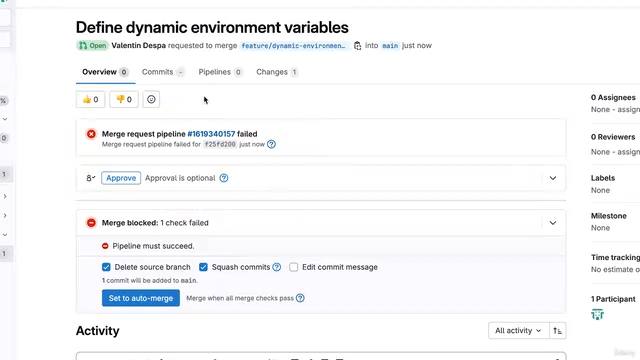 Define dynamic environment variables
Open Valentin Despa requested to merge feature/dynamic-environmen… into main just now
Overview 0 Commits - Pipelines 0 Changes 1
👍 0 👎 0
Merge request pipeline #1619340157 failed
Merge request pipeline failed for f25fd200 just now
Approve Approval is optional
Merge blocked: 1 check failed
Pipeline must succeed.
Delete source branch Squash commits Edit commit message
1 commit will be added to main.
Set to auto-merge Merge when all merge checks pass
Activity
All activity
0 Assignees
None - assign
0 Reviewers
None - assign
Labels
None
Milestone
None
Time tracking
No estimate o
1 Participant
%
0
1
1